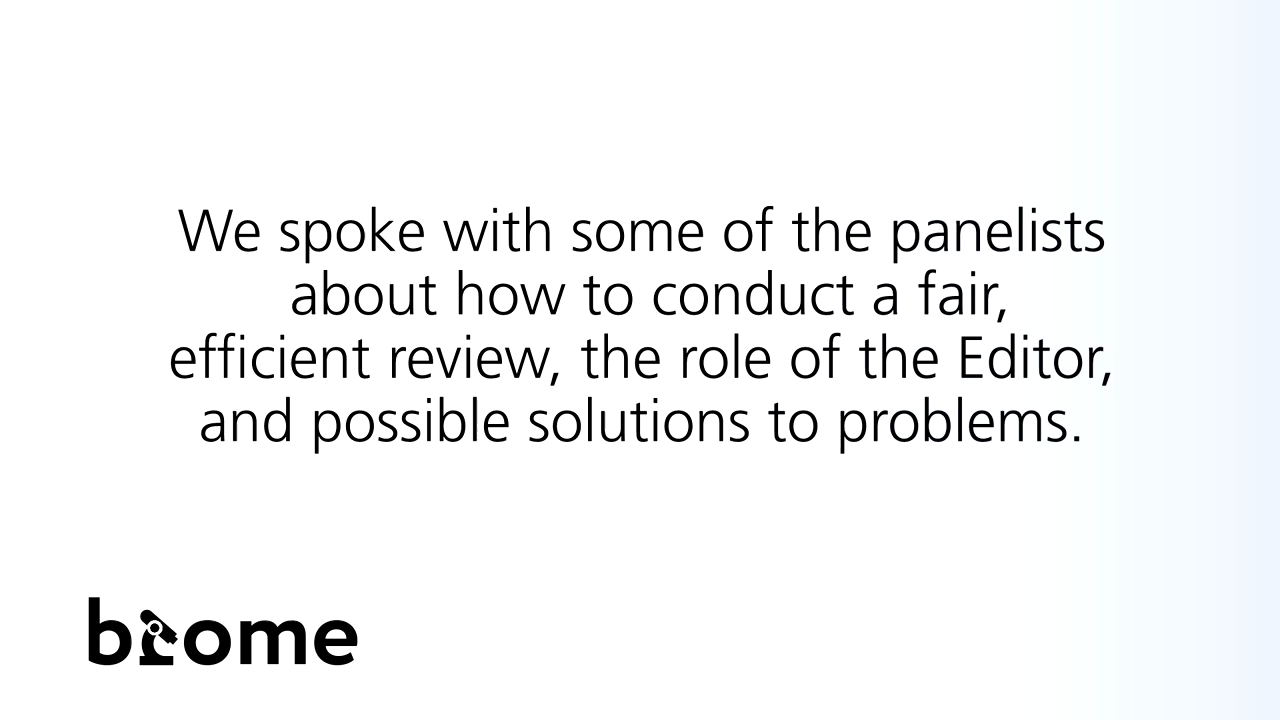 We spoke with some of the panelists
about how to conduct a fair,
efficient review, the role of the Editor,
and possible solutions to problems.
biome